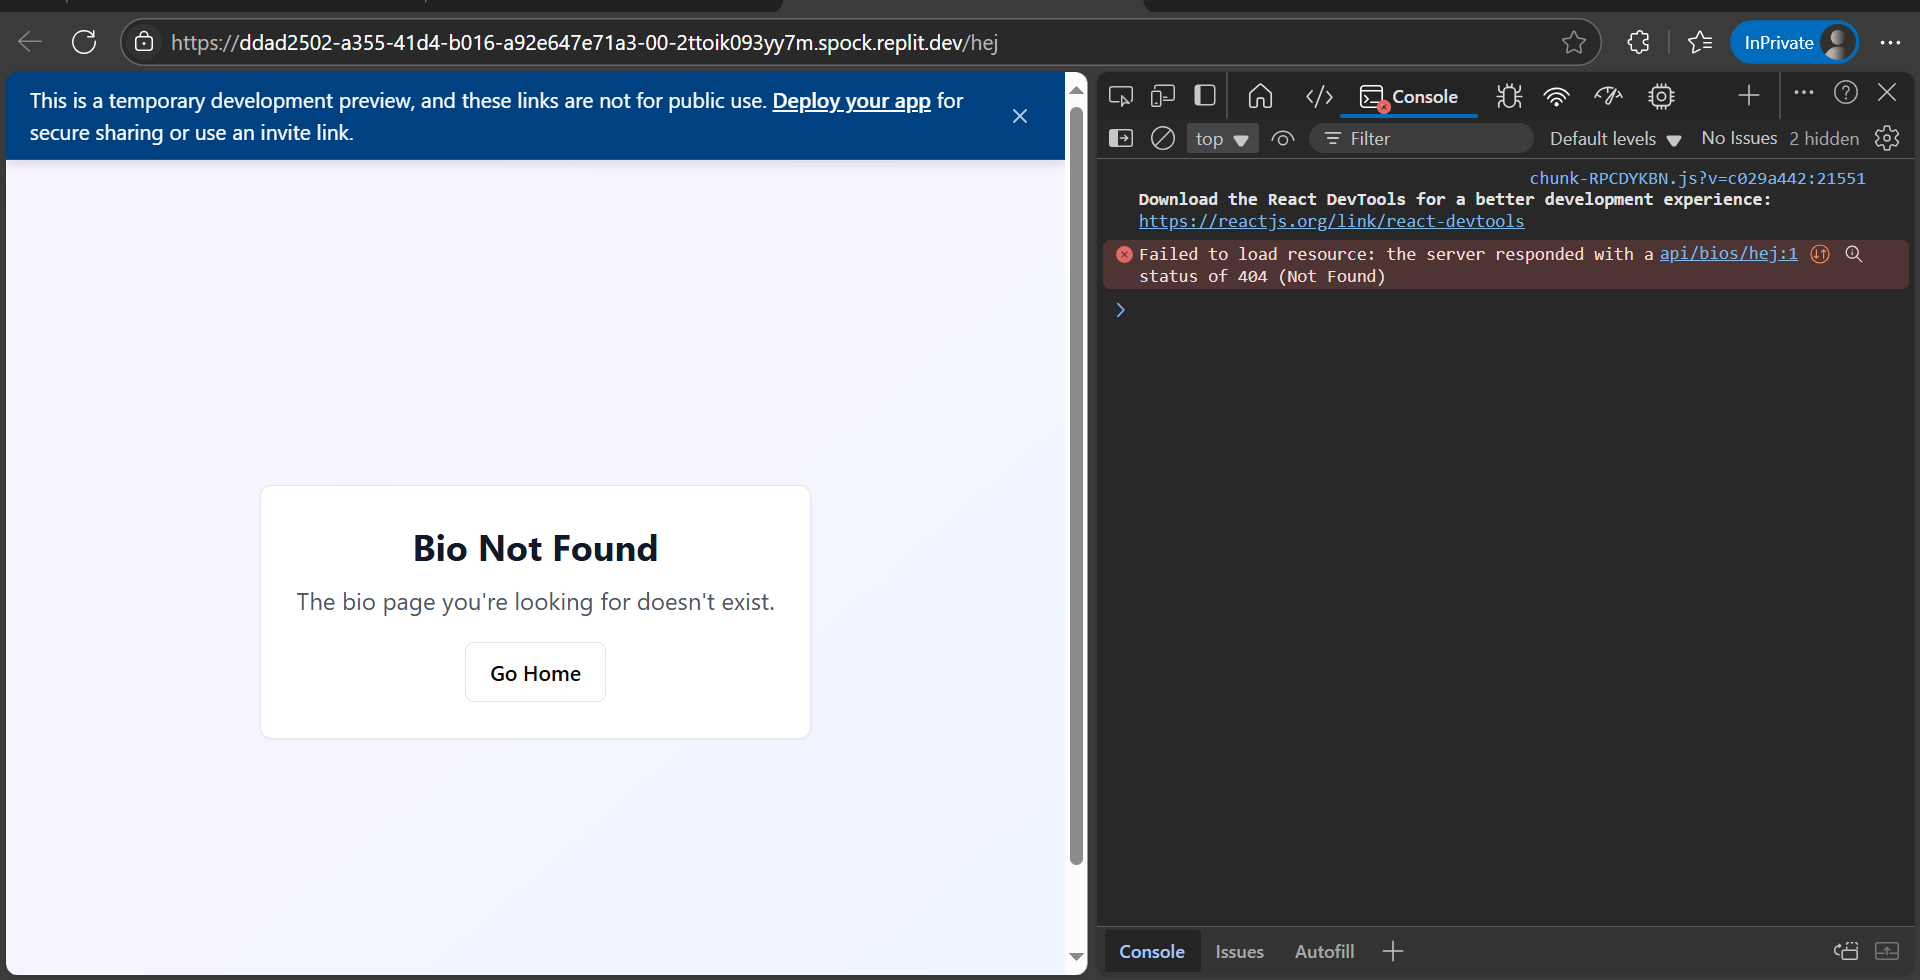 https://ddad2502-a355-41d4-b016-a92e647e71a3-00-2ttoik093yy7m.spock.replit.dev/hej
InPrivate
This is a temporary development preview, and these links are not for public use. Deploy your app for
secure sharing or use an invite link.
Bio Not Found
The bio page you're looking for doesn't exist.
Go Home
Console
top
Filter
Default levels
No Issues
2 hidden
chunk-RPCDYKBN.js?v=c029a442:21551
Download the React DevTools for a better development experience:
https://reactjs.org/link/react-devtools
Failed to load resource: the server responded with a api/bios/hej:1
status of 404 (Not Found)
Console
Issues
Autofill